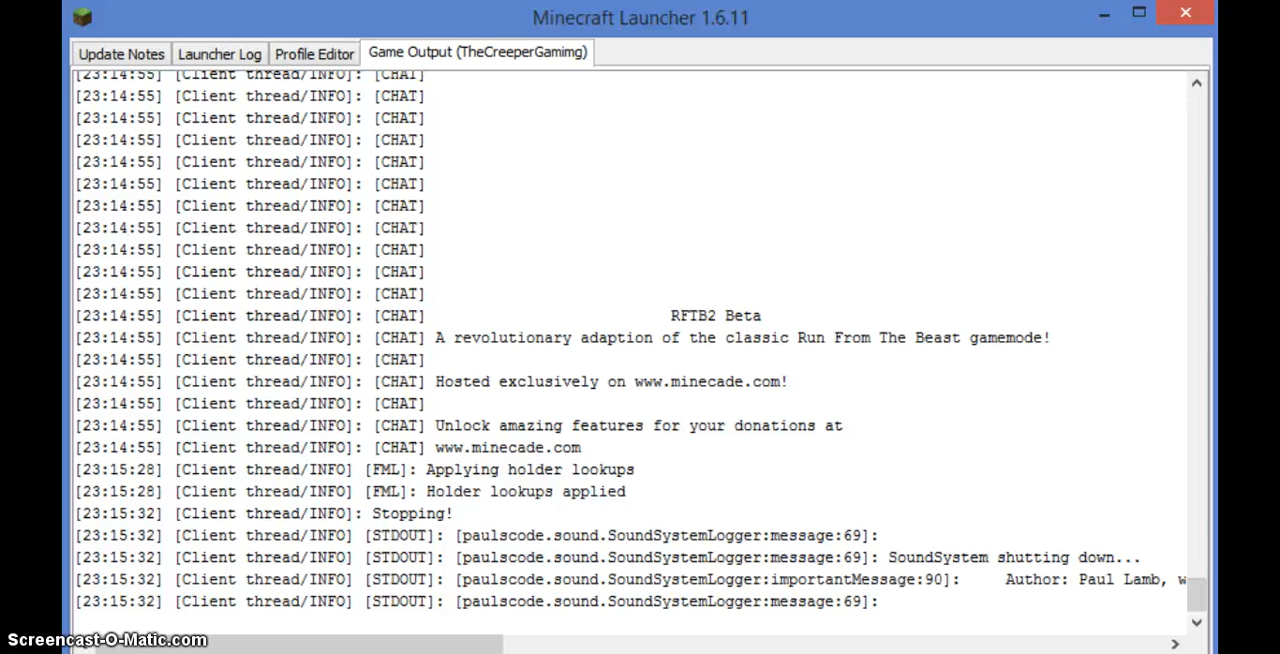 Minecraft Launcher 1.6.11
Update Notes Launcher Log Profile Editor Game Output (TheCreeperGamimg)
[23:14:55] [Client thread/INFO]: [CHAT]
[23:14:55] [Client thread/INFO]: [CHAT]
[23:14:55] [Client thread/INFO]: [CHAT]
[23:14:55] [Client thread/INFO]: [CHAT]
[23:14:55] [Client thread/INFO]: [CHAT]
[23:14:55] [Client thread/INFO]: [CHAT]
[23:14:55] [Client thread/INFO]: [CHAT]
[23:14:55] [Client thread/INFO]: [CHAT]
[23:14:55] [Client thread/INFO]: [CHAT]
[23:14:55] [Client thread/INFO]: [CHAT]
[23:14:55] [Client thread/INFO]: [CHAT]
[23:14:55] [Client thread/INFO]: [CHAT] RFTB2 Beta
[23:14:55] [Client thread/INFO]: [CHAT] A revolutionary adaption of the classic Run From The Beast gamemode!
[23:14:55] [Client thread/INFO]: [CHAT]
[23:14:55] [Client thread/INFO]: [CHAT] Hosted exclusively on www.minecade.com!
[23:14:55] [Client thread/INFO]: [CHAT]
[23:14:55] [Client thread/INFO]: [CHAT] Unlock amazing features for your donations at
[23:14:55] [Client thread/INFO]: [CHAT] www.minecade.com
[23:15:28] [Client thread/INFO] [FML]: Applying holder lookups
[23:15:28] [Client thread/INFO] [FML]: Holder lookups applied
[23:15:32] [Client thread/INFO]: Stopping!
[23:15:32] [Client thread/INFO] [STDOUT]: [paulscode.sound.SoundSystemLogger:message:69]:
[23:15:32] [Client thread/INFO] [STDOUT]: [paulscode.sound.SoundSystemLogger:message:69]: SoundSystem shutting down...
[23:15:32] [Client thread/INFO] [STDOUT]: [paulscode.sound.SoundSystemLogger:importantMessage:90]: Author: Paul Lamb, w
[23:15:32] [Client thread/INFO] [STDOUT]: [paulscode.sound.SoundSystemLogger:message:69]:
Screencast-O-Matic.com